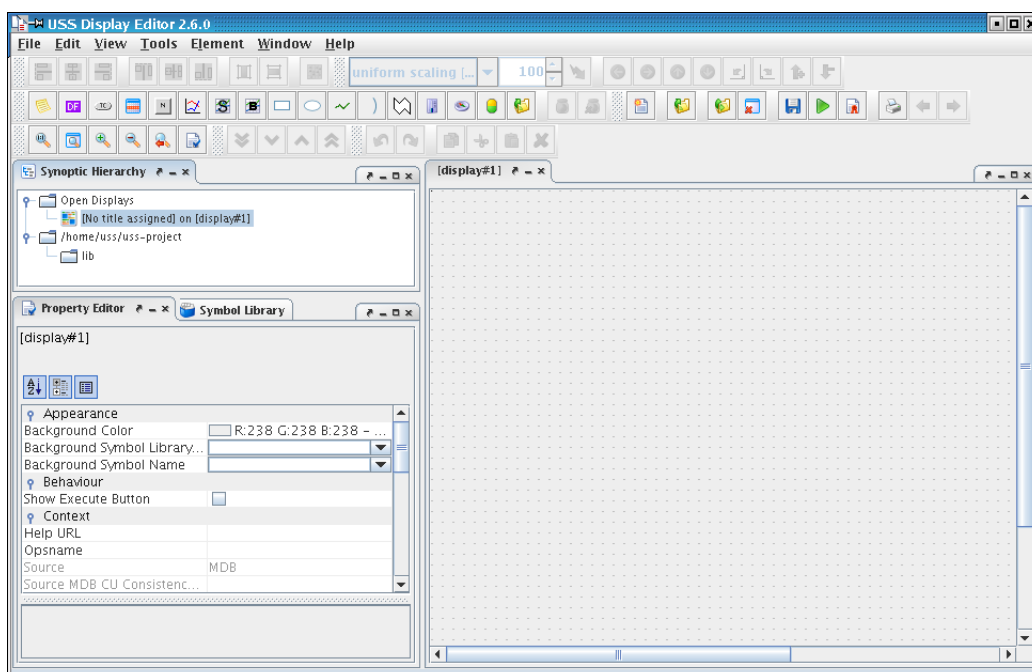 USS Display Editor 2.6.0
File Edit View Tools Element Window Help
uniform scaling (... 100
DF TC N S B
Synoptic Hierarchy
Open Displays
[No title assigned] on [display#1]
/home/uss/uss-project
lib
[display#1]
Property Editor Symbol Library
[display#1]
Appearance
Background Color R:238 G:238 B:238 - ...
Background Symbol Library...
Background Symbol Name
Behaviour
Show Execute Button
Context
Help URL
Opsname
Source MDB
Source MDB CU Consistenc...